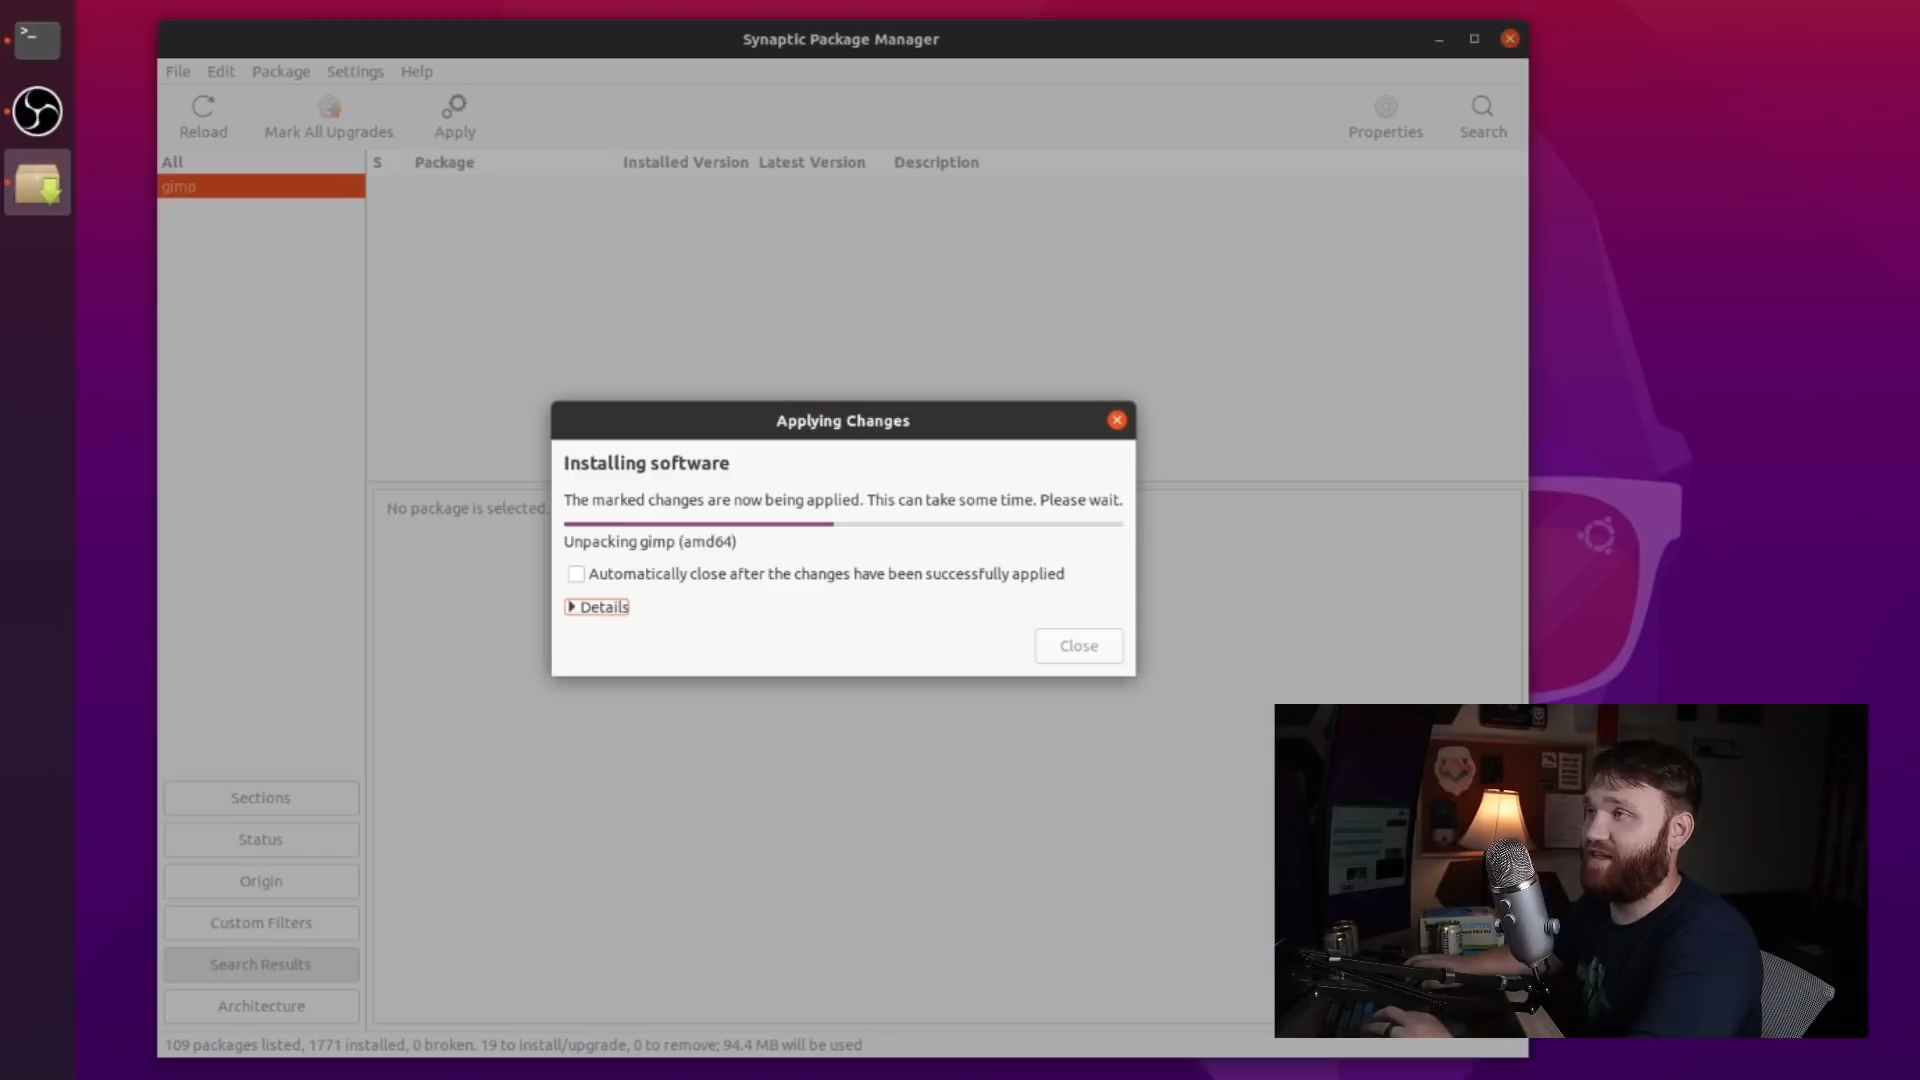 >_
Synaptic Package Manager
File Edit Package Settings Help
Reload Mark All Upgrades Apply Properties Search
All S Package Installed Version Latest Version Description
gimp
Applying Changes
Installing software
The marked changes are now being applied. This can take some time. Please wait.
No package is selected.
Unpacking gimp (amd64)
Automatically close after the changes have been successfully applied
Details
Close
Sections
Status
Origin
Custom Filters
Search Results
Architecture
109 packages listed, 1771 installed, 0 broken. 19 to install/upgrade, 0 to remove; 94.4 MB will be used